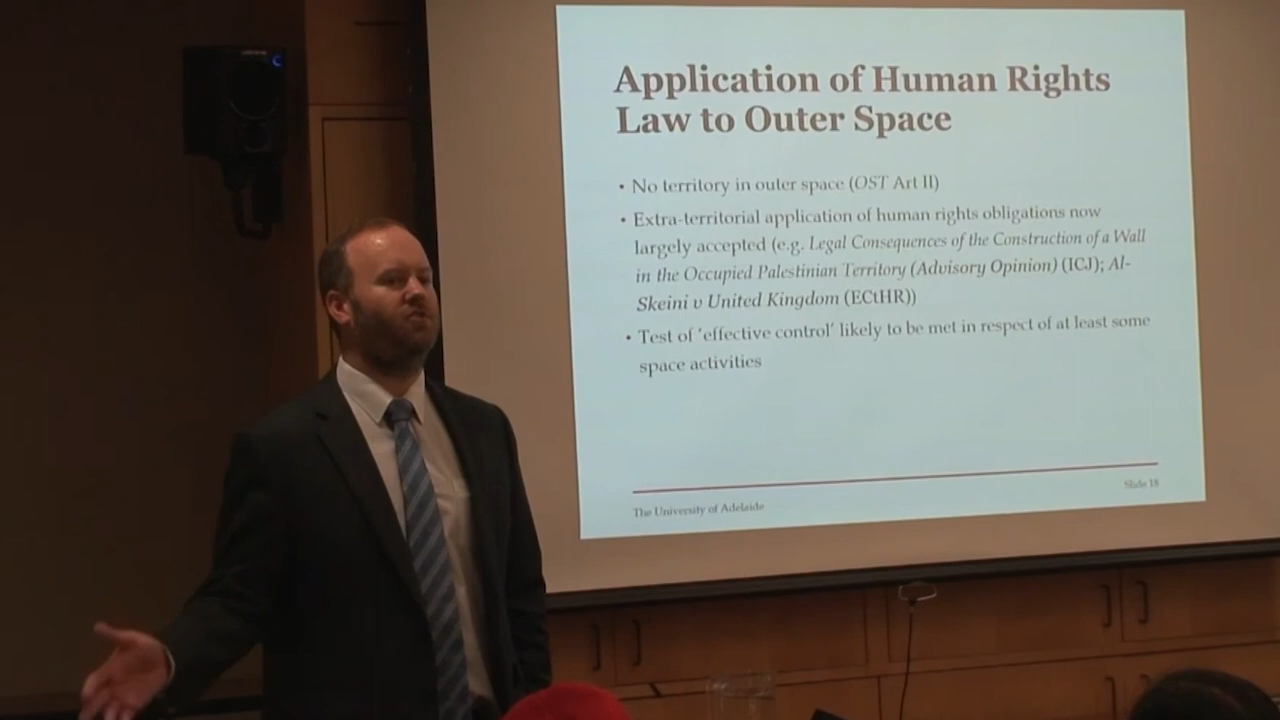 Application of Human Rights
Law to Outer Space
• No territory in outer space (OST Art II)
• Extra-territorial application of human rights obligations now
largely accepted (e.g. Legal Consequences of the Construction of a Wall
in the Occupied Palestinian Territory (Advisory Opinion) (ICJ); Al-
Skeini v United Kingdom (ECtHR))
• Test of ‘effective control’ likely to be met in respect of at least some
space activities
The University of Adelaide
Slide 18